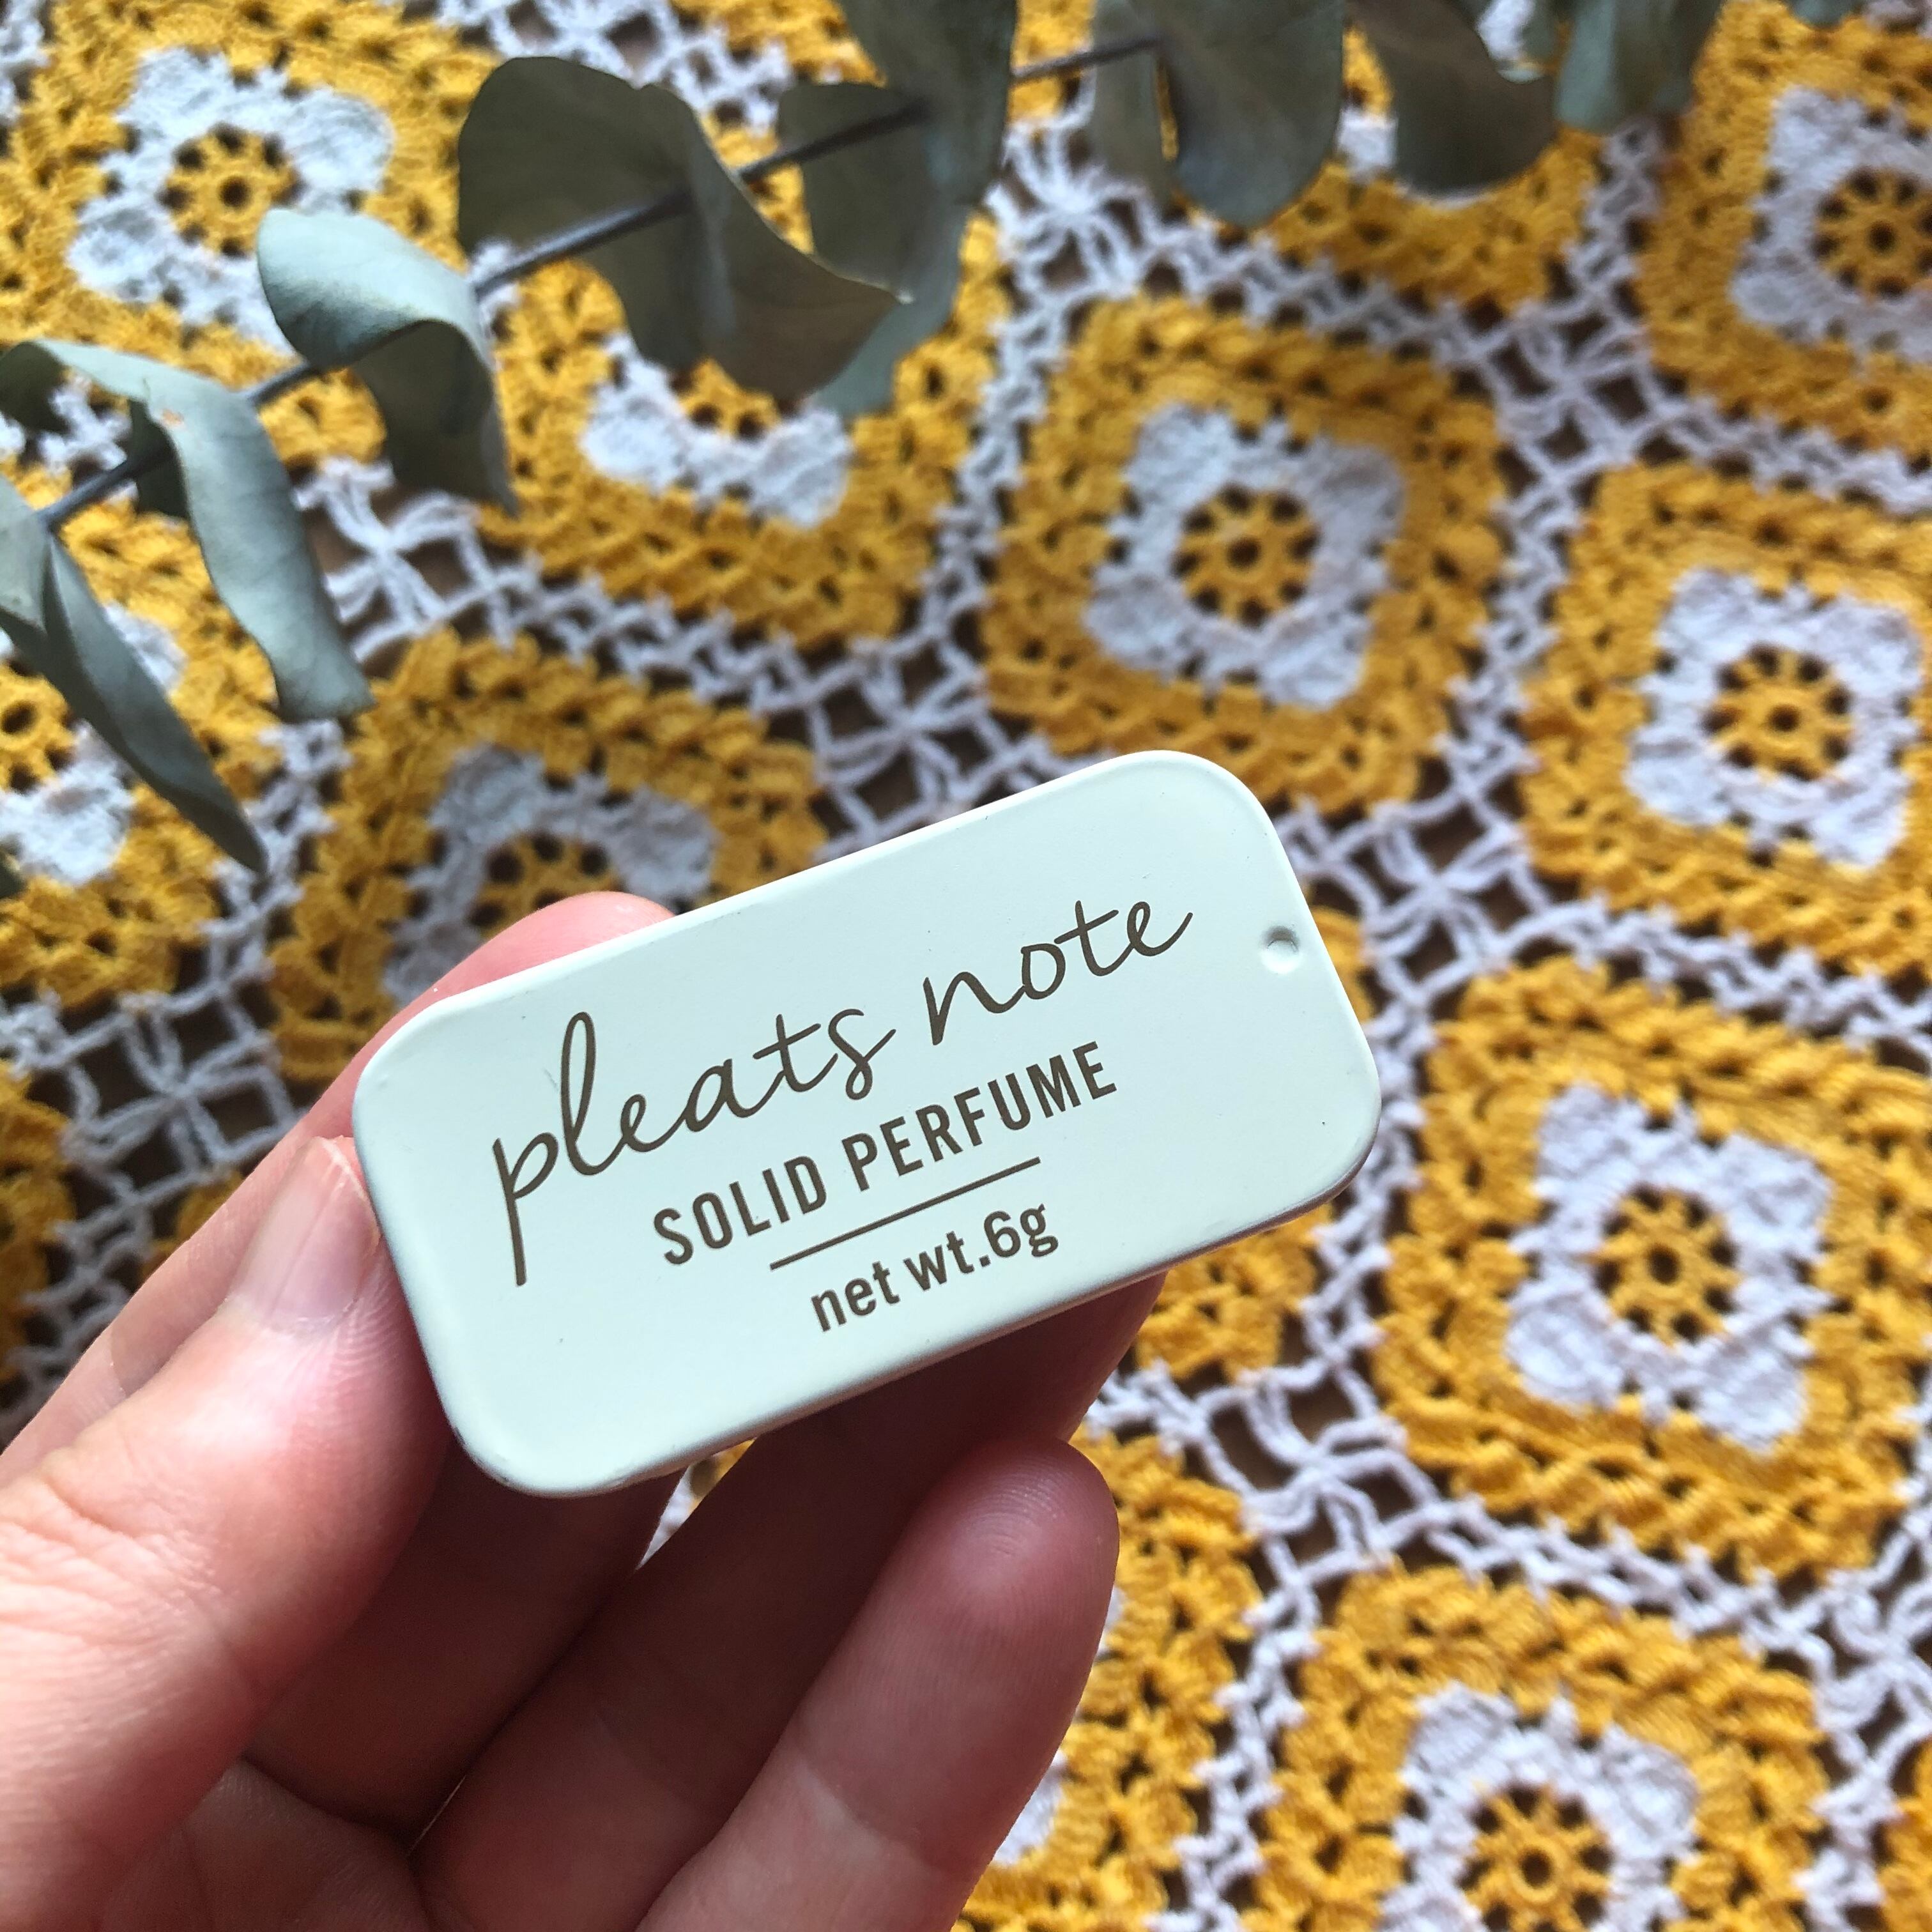 pleats note
SOLID PERFUME
net wt.6g